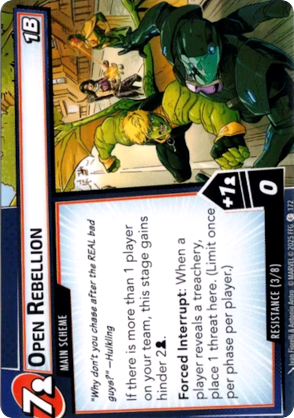 1B
OPEN REBELLION
MAIN SCHEME
7
"Why don't you chase after the REAL bad
guys?" —Hulkling
If there is more than 1 player
on your team, this stage gains
hinder 2.
Forced Interrupt: When a
player reveals a treachery,
place 1 threat here. (Limit once
per phase per player.)
+1
0
RESISTANCE (3/8)
© MARVEL © 2025 FFG
172